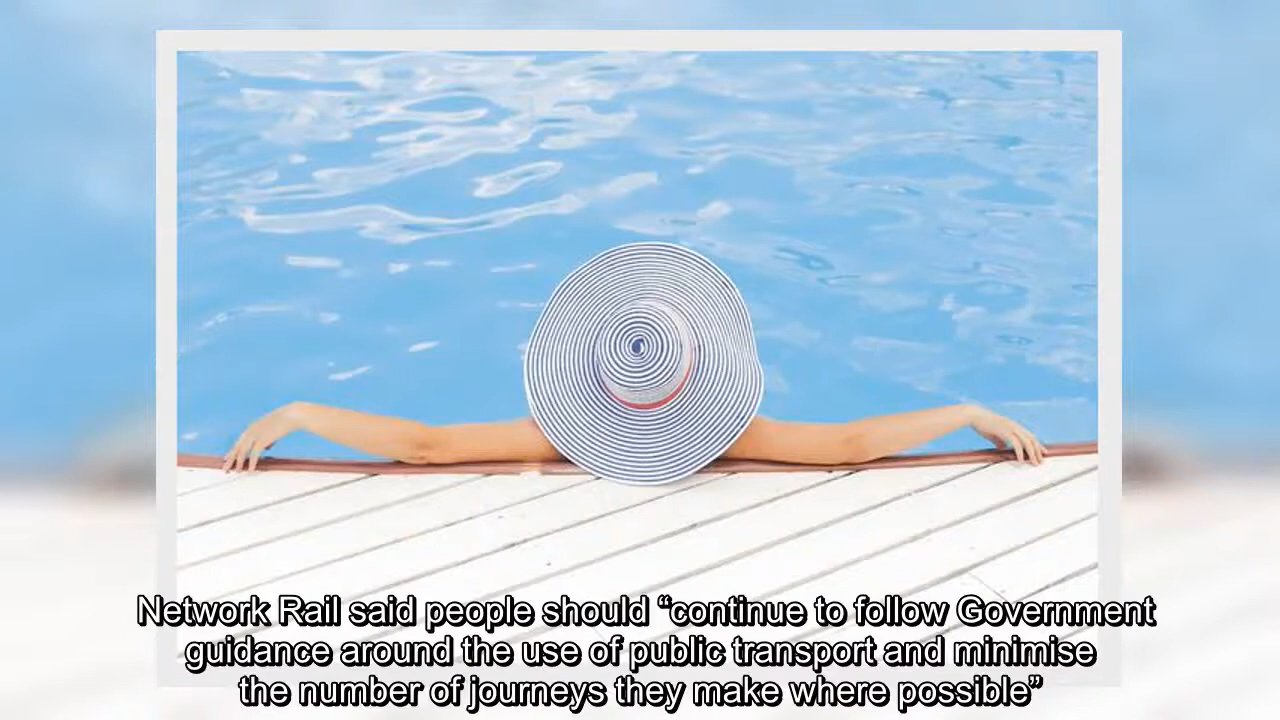 Network Rail said people should “continue to follow Government
guidance around the use of public transport and minimise
the number of journeys they make where possible”